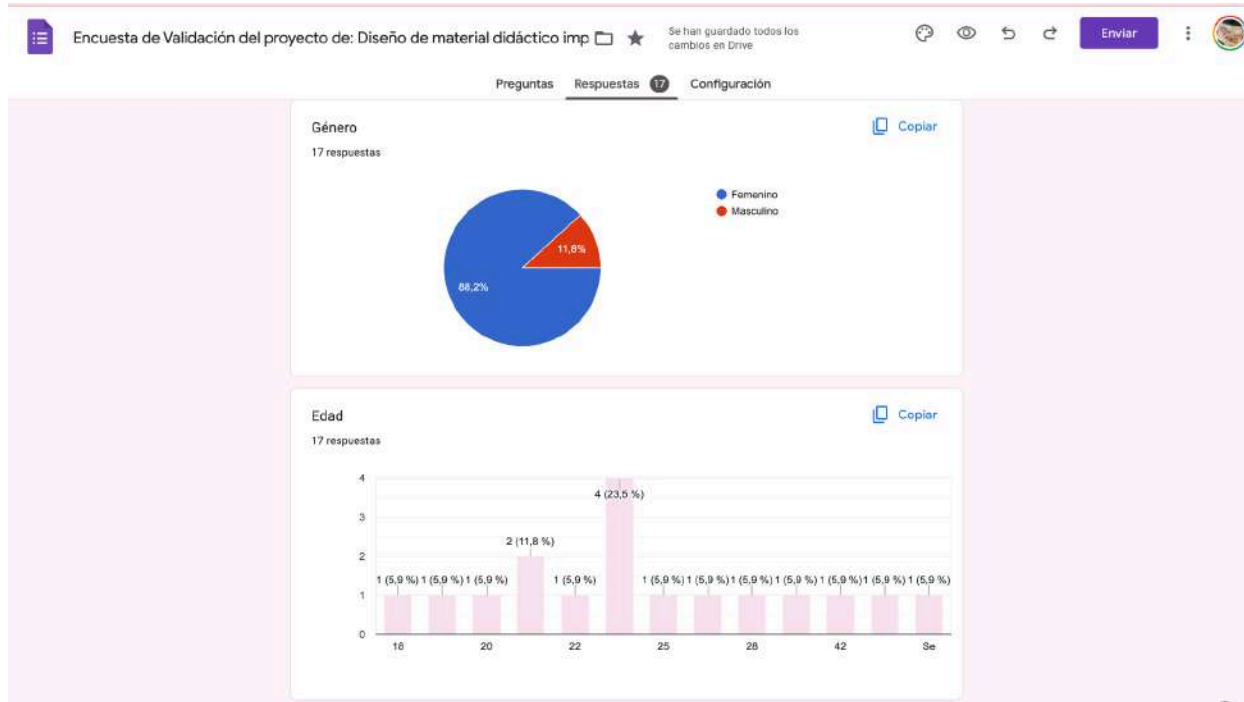 Encuesta de Validación del proyecto de: Diseño de material didáctico imp
Se han guardado todos los
cambios en Drive
Enviar
Preguntas Respuestas 17 Configuración
Género
Copiar
17 respuestas
Femenino
Masculino
11,8%
88,2%
Edad
Copiar
17 respuestas
4
4 (23,5 %)
3
2 (11,8 %)
2
1 (5,9 %) 1 (5,9 %) 1 (5,9 %) 1 (5,9 %) 1 (5,9 %) 1 (5,9 %) 1 (5,9 %) 1 (5,9 %) 1 (5,9 %) 1 (5,9 %) 1 (5,9 %)
1
0
18 20 22 25 28 42 Se